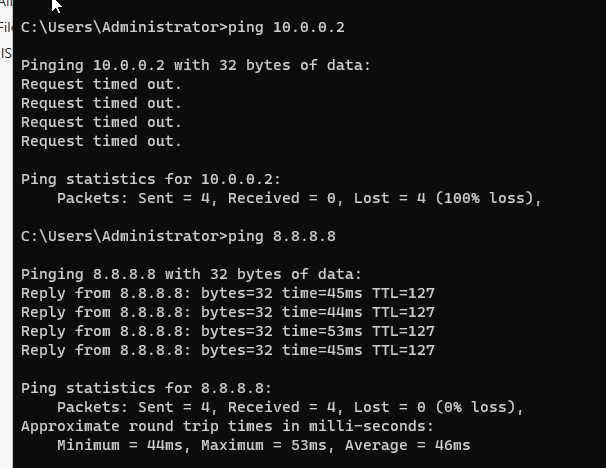 All
File
IS
C:\Users\Administrator>ping 10.0.0.2
Pinging 10.0.0.2 with 32 bytes of data:
Request timed out.
Request timed out.
Request timed out.
Request timed out.
Ping statistics for 10.0.0.2:
    Packets: Sent = 4, Received = 0, Lost = 4 (100% loss),
C:\Users\Administrator>ping 8.8.8.8
Pinging 8.8.8.8 with 32 bytes of data:
Reply from 8.8.8.8: bytes=32 time=45ms TTL=127
Reply from 8.8.8.8: bytes=32 time=44ms TTL=127
Reply from 8.8.8.8: bytes=32 time=53ms TTL=127
Reply from 8.8.8.8: bytes=32 time=45ms TTL=127
Ping statistics for 8.8.8.8:
    Packets: Sent = 4, Received = 4, Lost = 0 (0% loss),
Approximate round trip times in milli-seconds:
    Minimum = 44ms, Maximum = 53ms, Average = 46ms